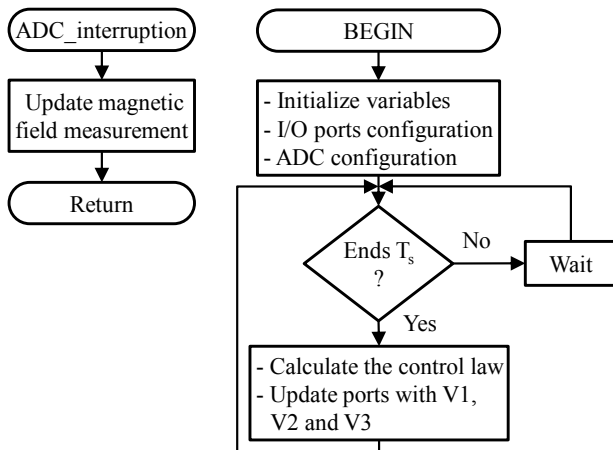 ADC_interruption
Update magnetic
field measurement
Return
BEGIN
- Initialize variables
- I/O ports configuration
- ADC configuration
Ends Ts
?
No
Wait
Yes
- Calculate the control law
- Update ports with V1,
V2 and V3